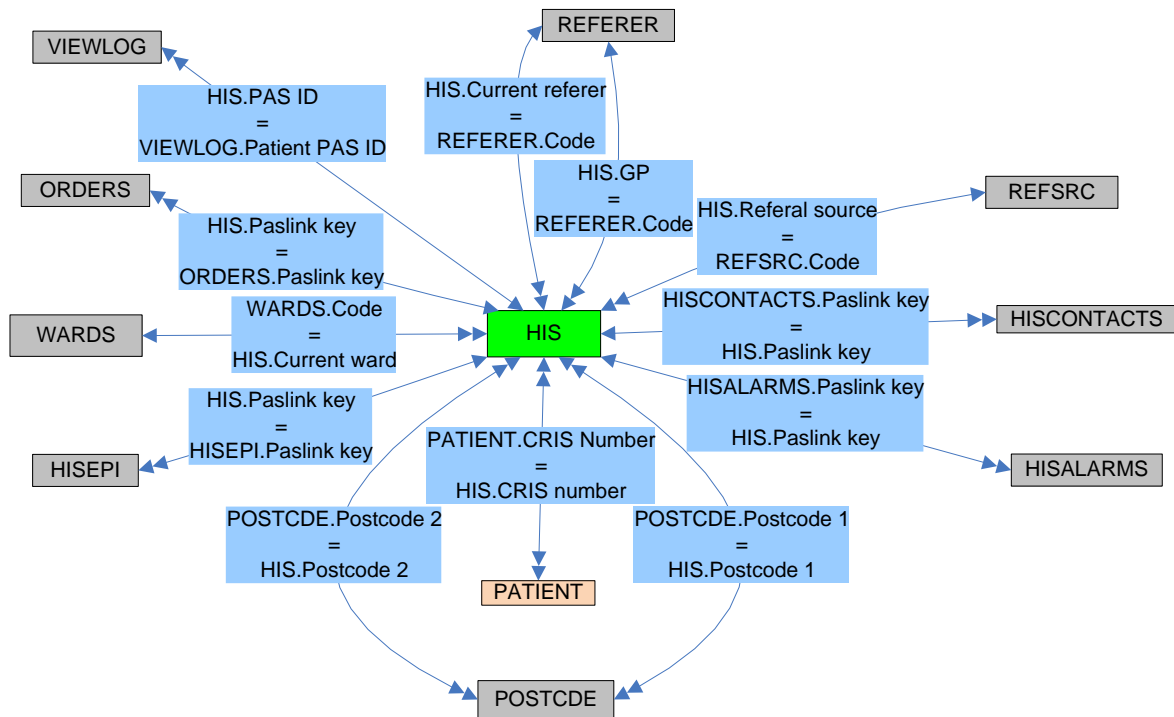 REFERER
VIEWLOG
HIS.PAS ID
=
VIEWLOG.Patient PAS ID
HIS.Current referer
=
REFERER.Code
HIS.GP
=
REFERER.Code
ORDERS
HIS.Paslink key
=
ORDERS.Paslink key
HIS.Referal source
=
REFSRC.Code
REFSRC
WARDS
WARDS.Code
=
HIS.Current ward
HIS
HISCONTACTS.Paslink key
=
HIS.Paslink key
HISCONTACTS
HIS.Paslink key
=
HISEPI.Paslink key
HISEPI
PATIENT.CRIS Number
=
HIS.CRIS number
HISALARMS.Paslink key
=
HIS.Paslink key
HISALARMS
POSTCDE.Postcode 2
=
HIS.Postcode 2
POSTCDE.Postcode 1
=
HIS.Postcode 1
PATIENT
POSTCDE